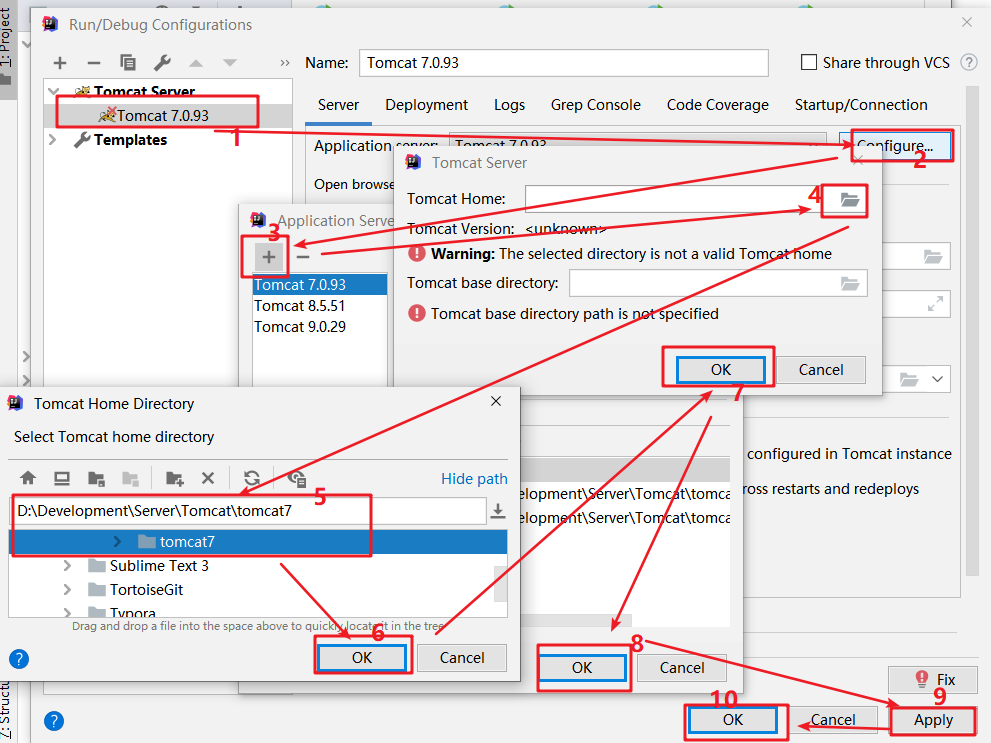 1: Project
Run/Debug Configurations
Name:
Tomcat 7.0.93
Share through VCS
?
Tomcat Server
Tomcat 7.0.93
Templates
1
Server
Deployment
Logs
Grep Console
Code Coverage
Startup/Connection
Application server:
Tomcat 7.0.93
Configure...
2
Open browse
Tomcat Server
Tomcat Home:
4
Tomcat Version: <unknown>
Warning: The selected directory is not a valid Tomcat home
Tomcat base directory:
Tomcat base directory path is not specified
OK
Cancel
7
Application Serve
3
Tomcat 7.0.93
Tomcat 8.5.51
Tomcat 9.0.29
configured in Tomcat instance
ross restarts and redeploys
elopment\Server\Tomcat\tomca
elopment\Server\Tomcat\tomca
Tomcat Home Directory
Select Tomcat home directory
Hide path
5
D:\Development\Server\Tomcat\tomcat7
tomcat7
Sublime Text 3
TortoiseGit
Typora
Drag and drop a file into the space above to quickly locate it in the tree
6
?
OK
Cancel
8
OK
Cancel
Fix
9
10
?
OK
Cancel
Apply
Z: Structu